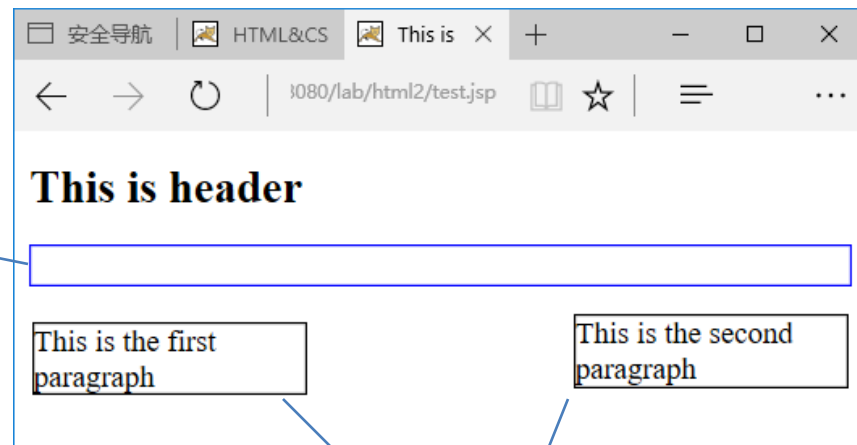 安全导航 HTML&CS This is
8080/lab/html2/test.jsp
This is header
This is the first
paragraph
This is the second
paragraph